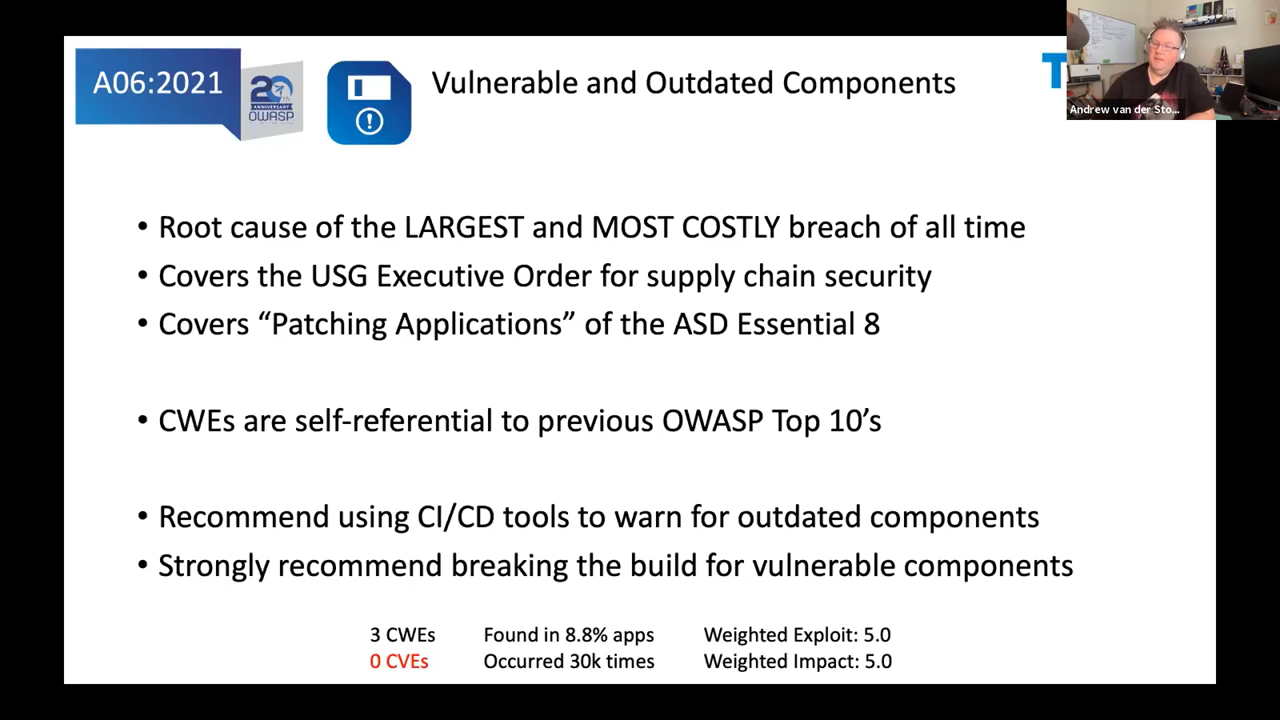 A06:2021
20th
ANNIVERSARY
OWASP
Vulnerable and Outdated Components
T
Andrew van der Sto...
• Root cause of the LARGEST and MOST COSTLY breach of all time
• Covers the USG Executive Order for supply chain security
• Covers “Patching Applications” of the ASD Essential 8
• CWEs are self-referential to previous OWASP Top 10’s
• Recommend using CI/CD tools to warn for outdated components
• Strongly recommend breaking the build for vulnerable components
3 CWEs Found in 8.8% apps Weighted Exploit: 5.0
0 CVEs Occurred 30k times Weighted Impact: 5.0